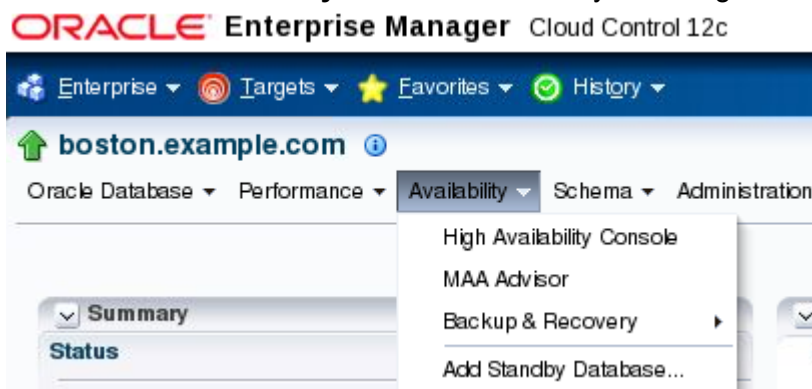 ORACLE Enterprise Manager Cloud Control 12c
Enterprise Targets Favorites History
boston.example.com
Oracle Database Performance Availability Schema Administration
High Availability Console
MAA Advisor
Backup & Recovery
Add Standby Database...
Summary
Status